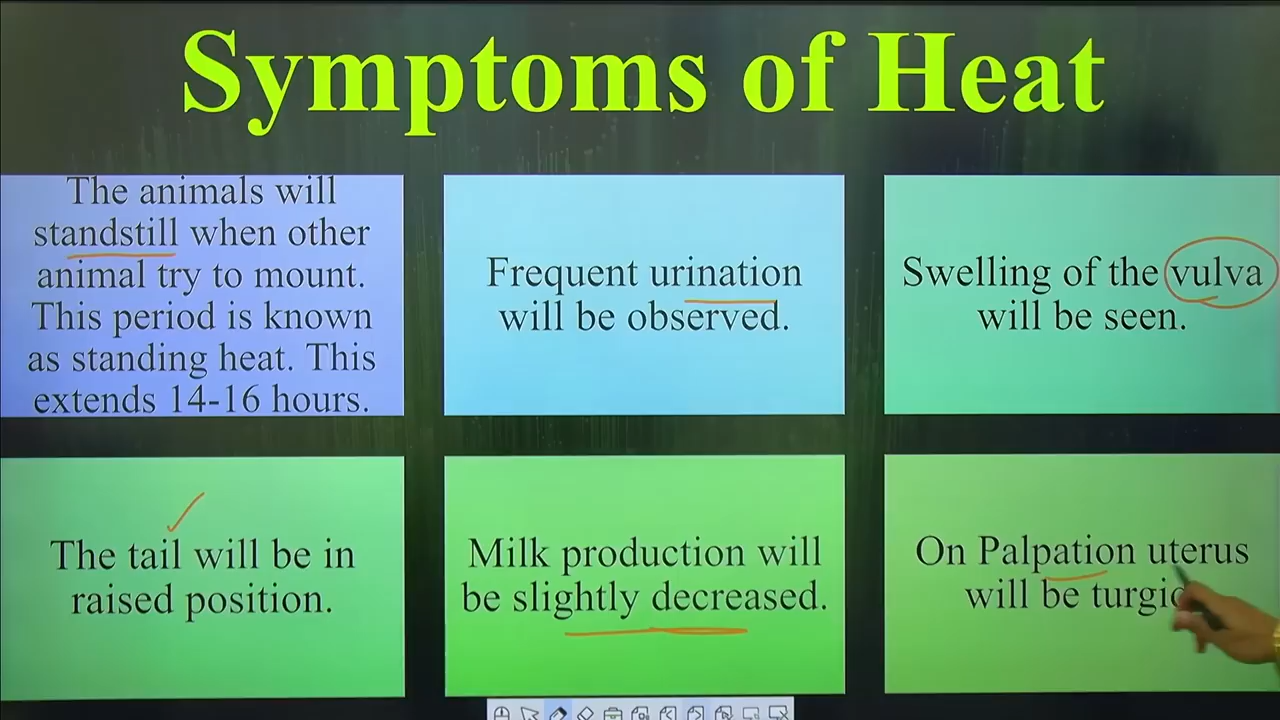 Symptoms of Heat
The animals will
standstill when other
animal try to mount.
This period is known
as standing heat. This
extends 14-16 hours.
Frequent urination
will be observed.
Swelling of the vulva
will be seen.
The tail will be in
raised position.
Milk production will
be slightly decreased.
On Palpation uterus
will be turgid